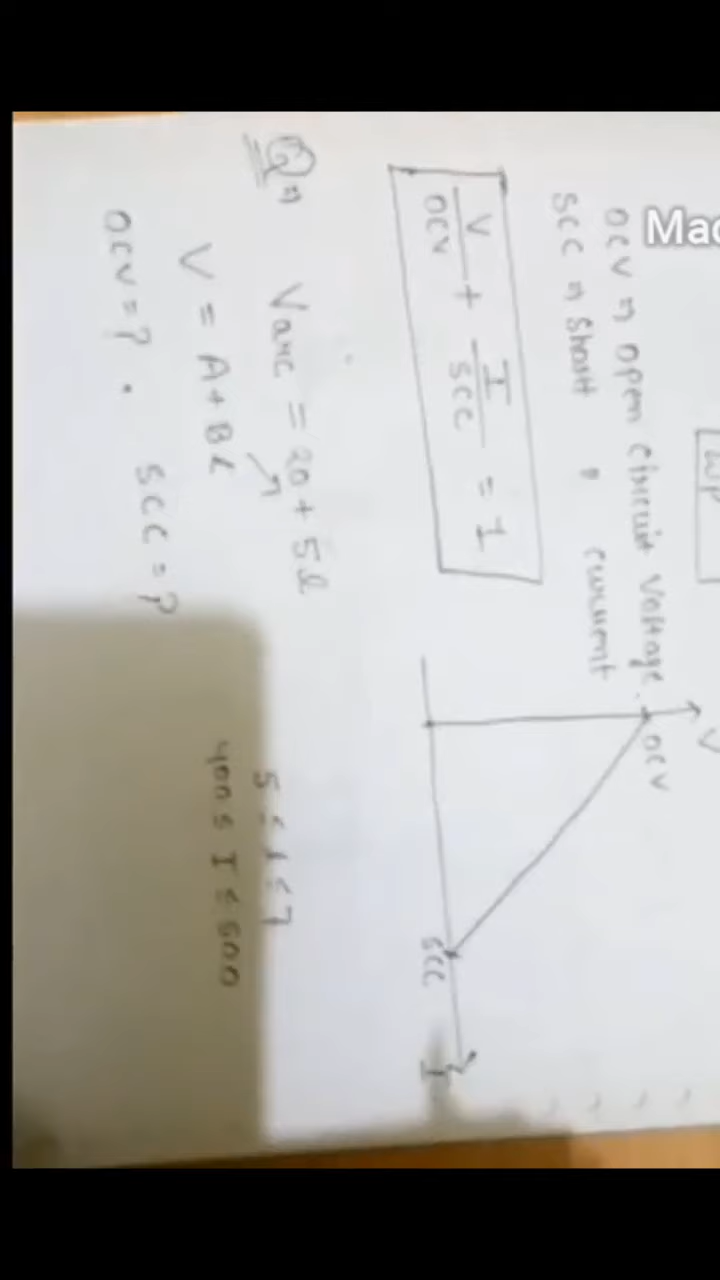 Mac
OCV ⇒ open circuit voltage.
SCC ⇒ short " current
V/OCV + I/SCC = 1
V
OCV
SCC
I
Q⇒ Varc = 20 + 5l
V = A + Bl
OCV = ? . SCC = ?
5 ≤ l ≤ 7
400 ≤ I ≤ 500